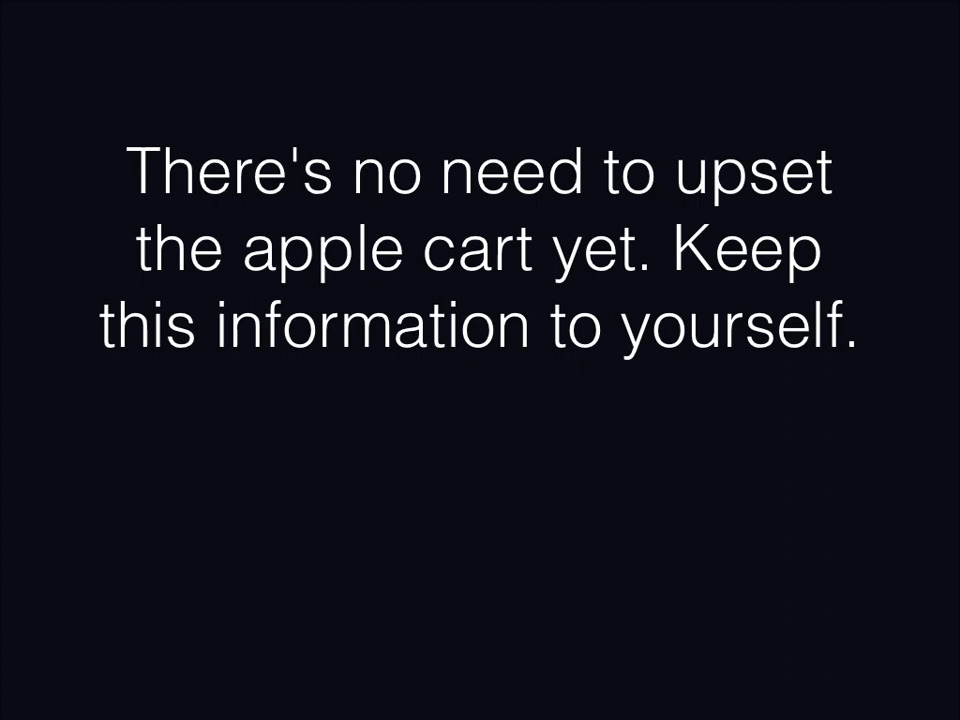 There's no need to upset
the apple cart yet. Keep
this information to yourself.